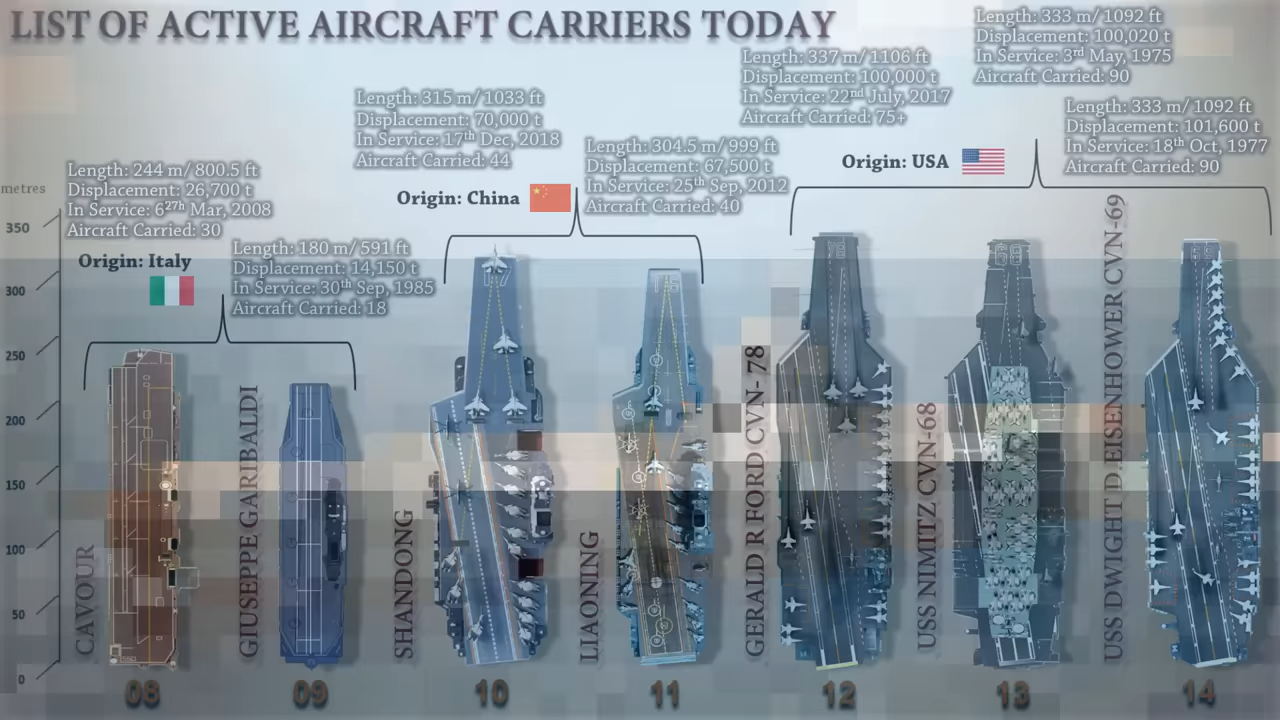 LIST OF ACTIVE AIRCRAFT CARRIERS TODAY
Length: 244 m/800.5 ft
Displacement: 26,700 t
In Service: 627th Mar, 2008
Aircraft Carried: 30
Origin: Italy
Length: 180 m/591 ft
Displacement: 14,150 t
In Service: 30th Sep, 1985
Aircraft Carried: 18
Length: 315 m/1033 ft
Displacement: 70,000 t
In Service: 17th Dec, 2018
Aircraft Carried: 44
Origin: China
Length: 304.5 m/999 ft
Displacement: 67,500 t
In Service: 25th Sep, 2012
Aircraft Carried: 40
Length: 337 m/1106 ft
Displacement: 100,000 t
In Service: 22nd July, 2017
Aircraft Carried: 75+
Origin: USA
Length: 333 m/1092 ft
Displacement: 100,020 t
In Service: 3rd May, 1975
Aircraft Carried: 90
Length: 333 m/1092 ft
Displacement: 101,600 t
In Service: 18th Oct, 1977
Aircraft Carried: 90
metres
350
300
250
200
150
100
50
0
CAVOUR
GIUSEPPE GARIBALDI
SHANDONG
LIAONING
GERALD R FORD CVN- 78
USS NIMITZ CVN-68
USS DWIGHT D.EISENHOWER CVN-69
17
16
78
68
08
09
10
11
12
13
14